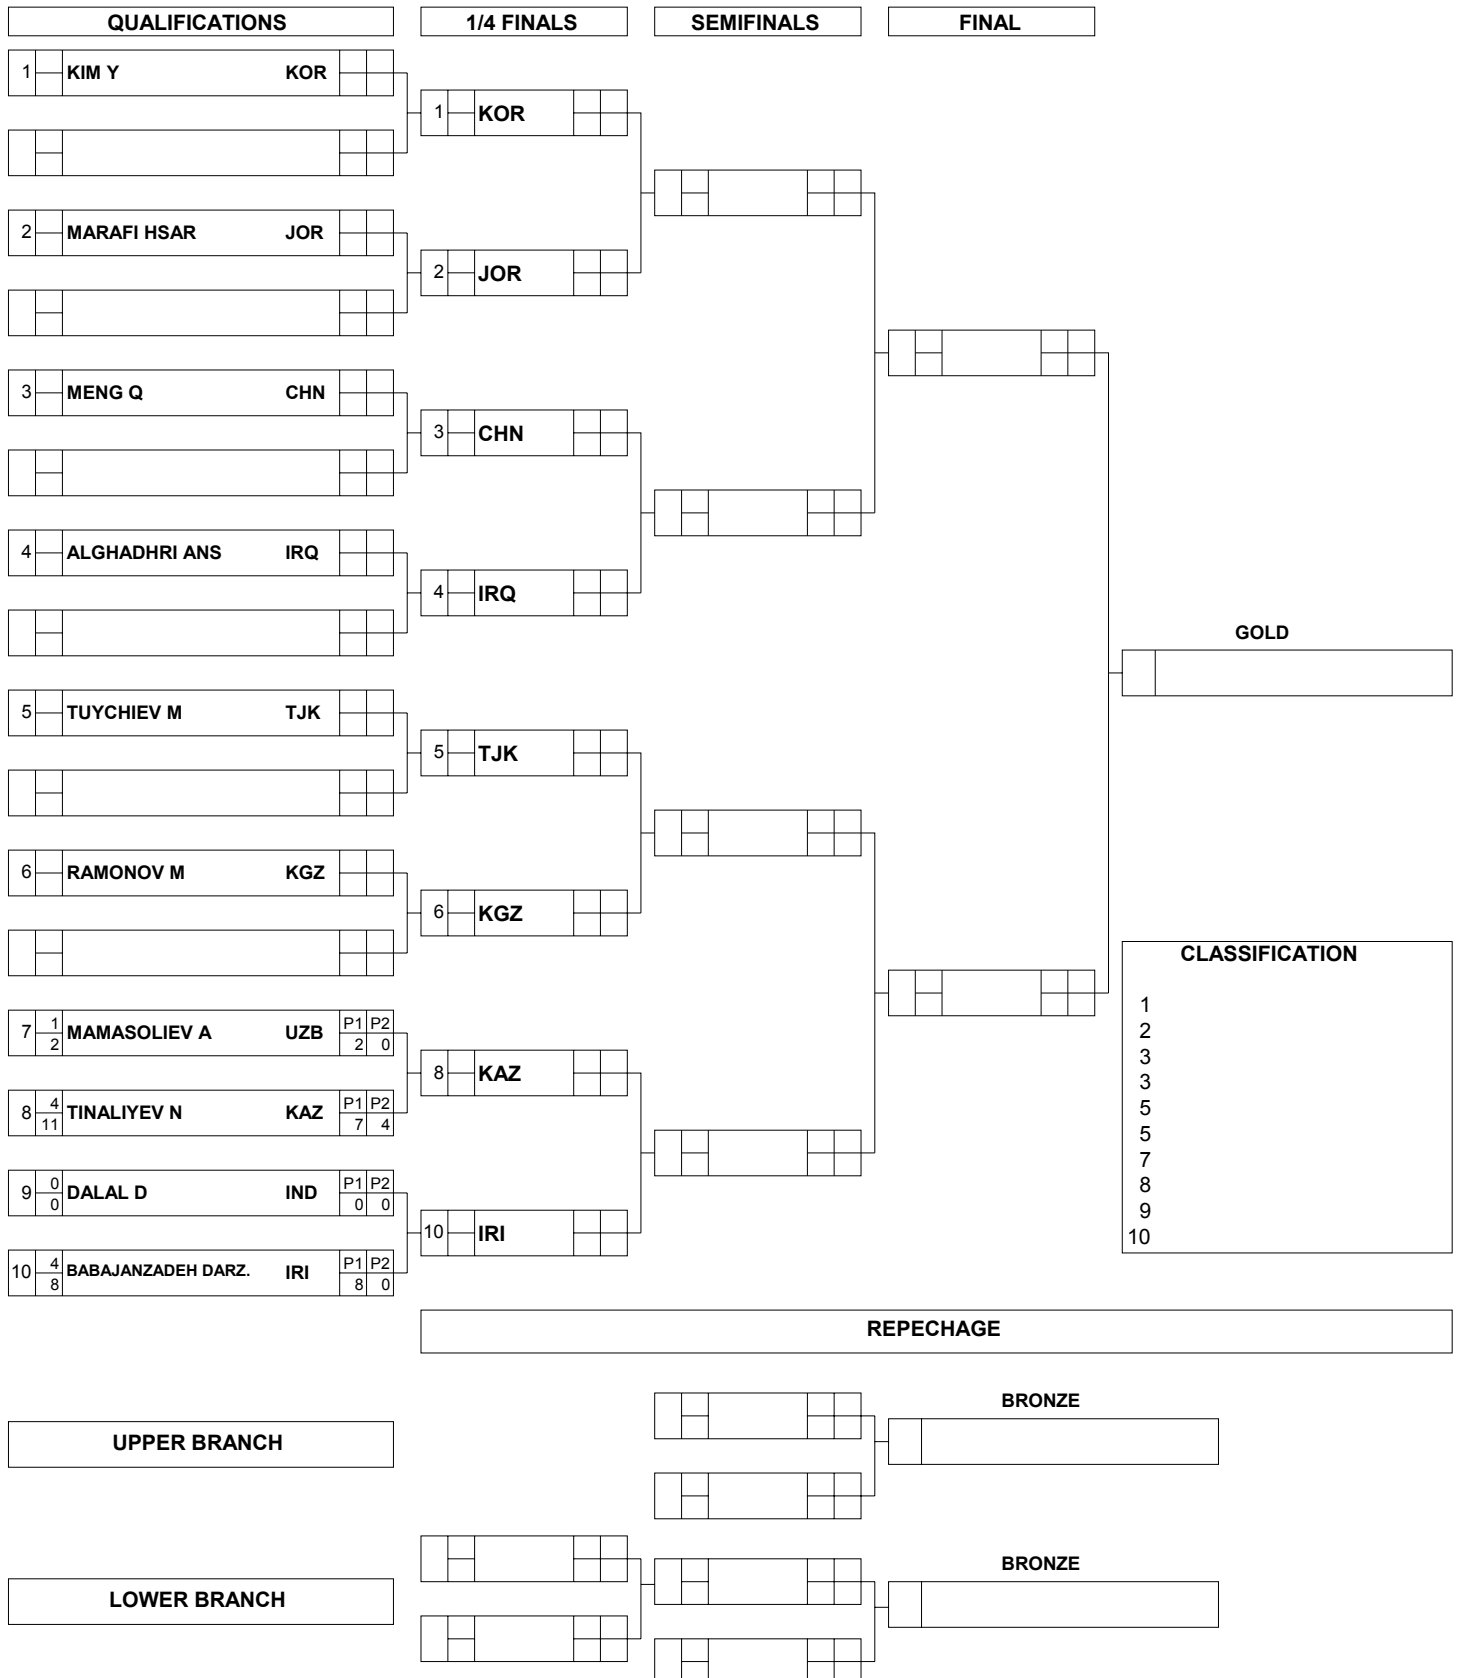 QUALIFICATIONS 1/4 FINALS SEMIFINALS FINAL
1 KIM Y KOR
1 KOR
2 MARAFI HSAR JOR
2 JOR
3 MENG Q CHN
3 CHN
4 ALGHADHRI ANS IRQ
4 IRQ
GOLD
5 TUYCHIEV M TJK
5 TJK
6 RAMONOV M KGZ
6 KGZ
CLASSIFICATION
1
2
3
3
5
5
7
8
9
10
7 1 2 MAMASOLIEV A UZB P1 P2 2 0
8 KAZ
8 4 11 TINALIYEV N KAZ P1 P2 7 4
9 0 0 DALAL D IND P1 P2 0 0
10 IRI
10 4 8 BABAJANZADEH DARZ. IRI P1 P2 8 0
REPECHAGE
BRONZE
UPPER BRANCH
BRONZE
LOWER BRANCH